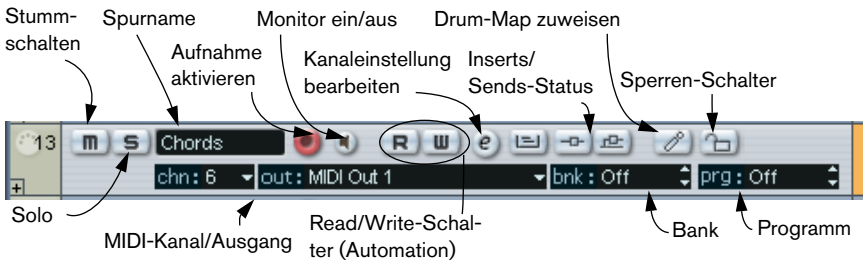 Stumm-
schalten
Spurname
Aufnahme
aktivieren
Monitor ein/aus
Kanaleinstellung
bearbeiten
Inserts/
Sends-Status
Drum-Map zuweisen
Sperren-Schalter
13 m S Chords R W e
chn: 6 out: MIDI Out 1 bnk: Off prg: Off
Solo
MIDI-Kanal/Ausgang
Read/Write-Schal-
ter (Automation)
Bank
Programm